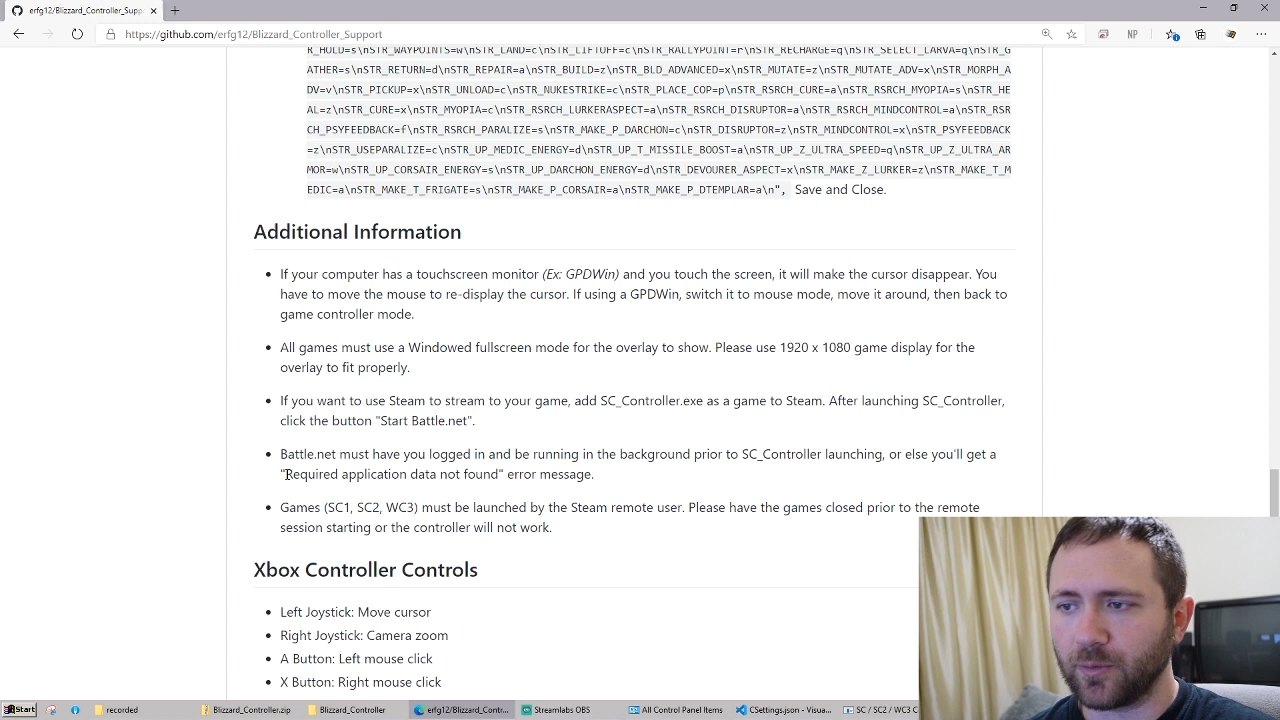 erfg12/Blizzard_Controller_Supp
https://github.com/erfg12/Blizzard_Controller_Support
NP
R_HOLD=s\nSTR_WAYPOINTS=w\nSTR_LAND=c\nSTR_LIFTOFF=c\nSTR_RALLYPOINT=r\nSTR_RECHARGE=q\nSTR_SELECT_LARVA=q\nSTR_G
ATHER=s\nSTR_RETURN=d\nSTR_REPAIR=a\nSTR_BUILD=z\nSTR_BLD_ADVANCED=x\nSTR_MUTATE=z\nSTR_MUTATE_ADV=x\nSTR_MORPH_A
DV=v\nSTR_PICKUP=x\nSTR_UNLOAD=c\nSTR_NUKESTRIKE=c\nSTR_PLACE_COP=p\nSTR_RSRCH_CURE=a\nSTR_RSRCH_MYOPIA=s\nSTR_HE
AL=z\nSTR_CURE=x\nSTR_MYOPIA=c\nSTR_RSRCH_LURKERASPECT=a\nSTR_RSRCH_DISRUPTOR=a\nSTR_RSRCH_MINDCONTROL=a\nSTR_RSR
CH_PSYFEEDBACK=f\nSTR_RSRCH_PARALIZE=s\nSTR_MAKE_P_DARCHON=c\nSTR_DISRUPTOR=z\nSTR_MINDCONTROL=x\nSTR_PSYFEEDBACK
=z\nSTR_USEPARALIZE=c\nSTR_UP_MEDIC_ENERGY=d\nSTR_UP_T_MISSILE_BOOST=a\nSTR_UP_Z_ULTRA_SPEED=q\nSTR_UP_Z_ULTRA_AR
MOR=w\nSTR_UP_CORSAIR_ENERGY=s\nSTR_UP_DARCHON_ENERGY=d\nSTR_DEVOURER_ASPECT=x\nSTR_MAKE_Z_LURKER=z\nSTR_MAKE_T_M
EDIC=a\nSTR_MAKE_T_FRIGATE=s\nSTR_MAKE_P_CORSAIR=a\nSTR_MAKE_P_DTEMPLAR=a\n", Save and Close.
Additional Information
If your computer has a touchscreen monitor (Ex: GPDWin) and you touch the screen, it will make the cursor disappear. You
have to move the mouse to re-display the cursor. If using a GPDWin, switch it to mouse mode, move it around, then back to
game controller mode.
All games must use a Windowed fullscreen mode for the overlay to show. Please use 1920 x 1080 game display for the
overlay to fit properly.
If you want to use Steam to stream to your game, add SC_Controller.exe as a game to Steam. After launching SC_Controller,
click the button "Start Battle.net".
Battle.net must have you logged in and be running in the background prior to SC_Controller launching, or else you'll get a
"Required application data not found" error message.
Games (SC1, SC2, WC3) must be launched by the Steam remote user. Please have the games closed prior to the remote
session starting or the controller will not work.
Xbox Controller Controls
Left Joystick: Move cursor
Right Joystick: Camera zoom
A Button: Left mouse click
X Button: Right mouse click
Start recorded Blizzard_Controller.zip Blizzard_Controller erfg12/Blizzard_Contr... Streamlabs OBS All Control Panel Items CSettings.json - Visua... SC / SC2 / WC3 C